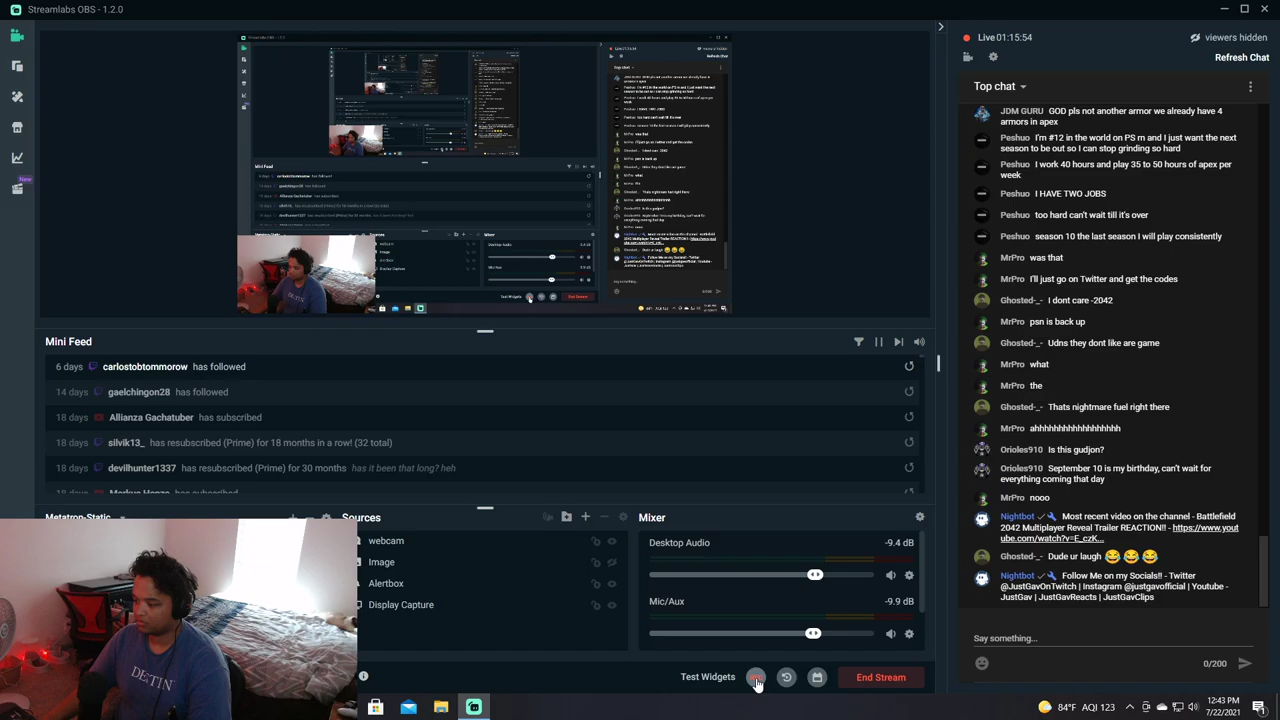 Streamlabs OBS - 1.2.0
Live 01:15:54
viewers hidden
Refresh Chat
Top chat
JDM GURU GOD ps another armor we already have 4
armors in apex
Peshuo I'm #12 in the world on PS m and I just want the next
season to be out so I can stop grinding so hard
Peshuo I work 40 hours and play 35 to 50 hours of apex per
week
Peshuo I HAVE TWO JOBS
Peshuo too hard can't wait till it's over
Peshuo season 10 the first season I will play consistently
MrPro was that
MrPro I'll just go on twitter and get the codes
Ghosted-_- I dont care -2042
MrPro psn is back up
Ghosted-_- Udns they dont like are game
MrPro what
MrPro the
Ghosted-_- Thats nightmare fuel right there
MrPro ahhhhhhhhhhhhhhhhhh
Orioles910 Is this gudjon?
Orioles910 September 10 is my birthday, can't wait for
everything coming that day
MrPro nooo
Nightbot Most recent video on the channel - Battlefield
2042 Multiplayer Reveal Trailer REACTION!! - https://www.yout
ube.com/watch?v=E_czK...
Ghosted-_- Dude ur laugh 😂😂😂
Nightbot Follow Me on my Socials!! - Twitter
@JustGavOnTwitch | Instagram @justgavofficial | Youtube -
JustGav | JustGavReacts | JustGavClips
Say something...
0/200
New
Mini Feed
6 days carlostobtommorow has followed
14 days gaelchingon28 has followed
18 days Allianza Gachatuber has subscribed
18 days silvik13_ has resubscribed (Prime) for 18 months in a row! (32 total)
18 days devilhunter1337 has resubscribed (Prime) for 30 months has it been that long? heh
18 days Markus Henze has subscribed
Metatron-Static
Sources
webcam
Image
Alertbox
Display Capture
Mixer
Desktop Audio -9.4 dB
Mic/Aux -9.9 dB
Test Widgets
End Stream
DETIN
84°F AQI 103
12:43 PM
7/22/2021